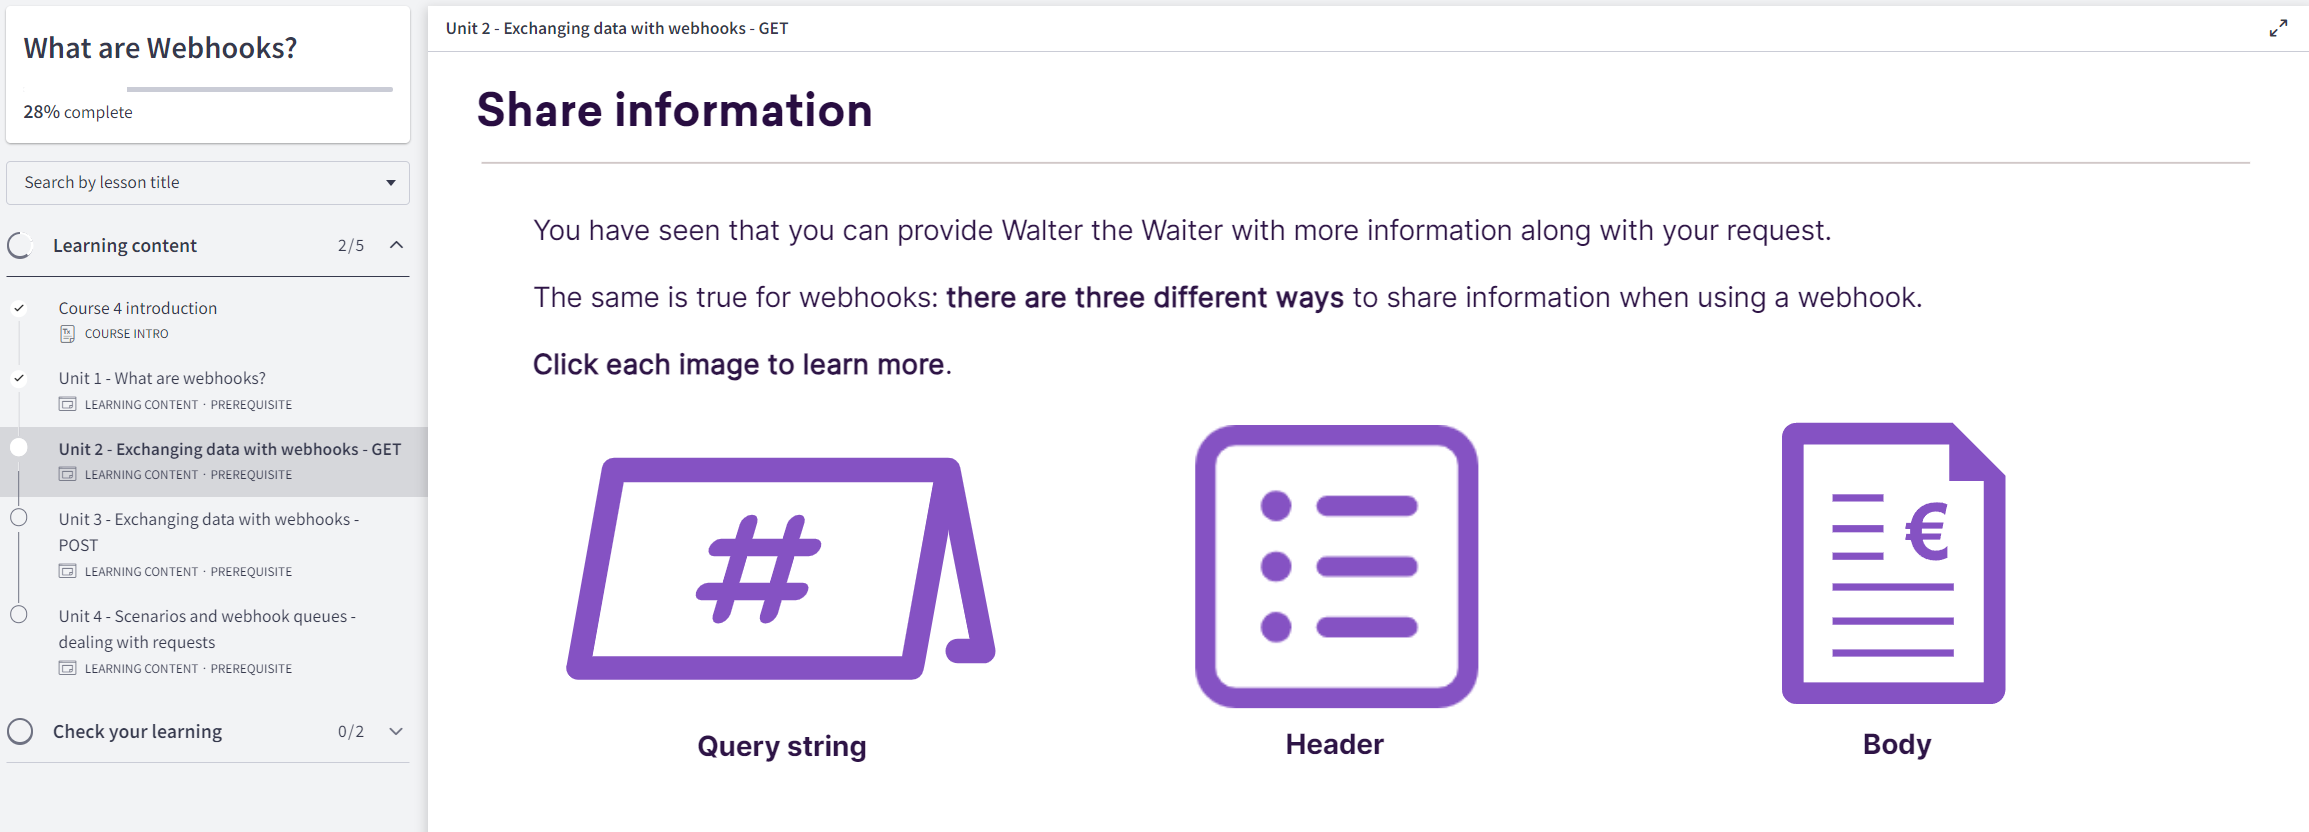 What are Webhooks?
28% complete
Search by lesson title
Learning content 2/5
Course 4 introduction
COURSE INTRO
Unit 1 - What are webhooks?
LEARNING CONTENT · PREREQUISITE
Unit 2 - Exchanging data with webhooks - GET
LEARNING CONTENT · PREREQUISITE
Unit 3 - Exchanging data with webhooks -
POST
LEARNING CONTENT · PREREQUISITE
Unit 4 - Scenarios and webhook queues -
dealing with requests
LEARNING CONTENT · PREREQUISITE
Check your learning 0/2
Unit 2 - Exchanging data with webhooks - GET
Share information
You have seen that you can provide Walter the Waiter with more information along with your request.
The same is true for webhooks: there are three different ways to share information when using a webhook.
Click each image to learn more.
#
€
Query string
Header
Body